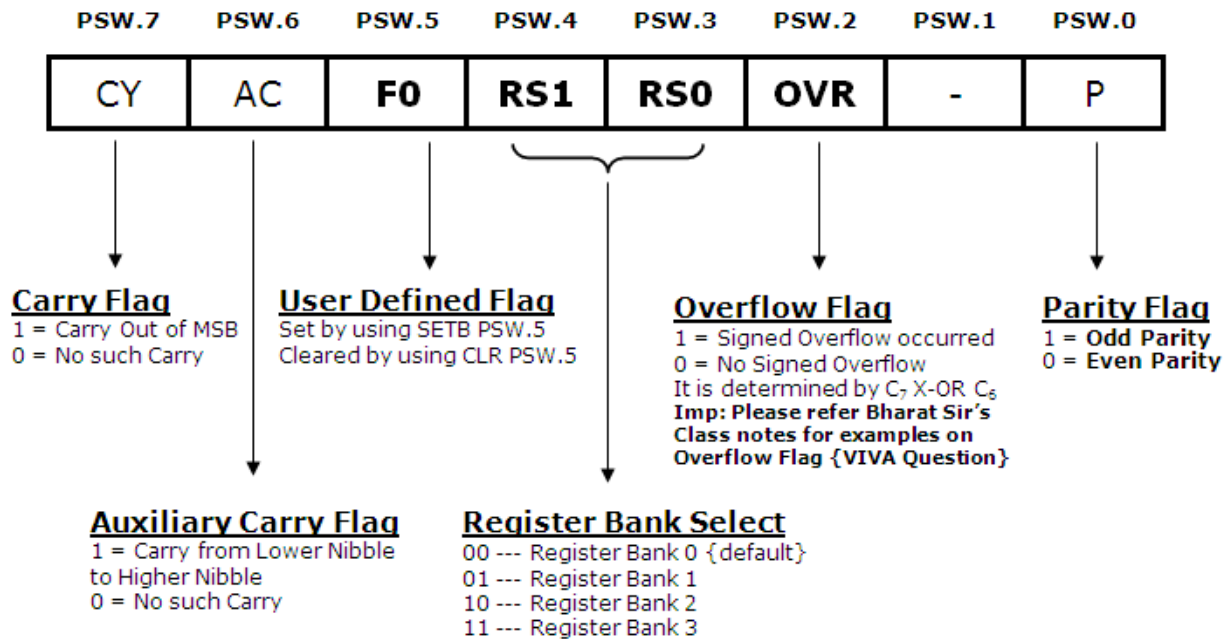 PSW.7 PSW.6 PSW.5 PSW.4 PSW.3 PSW.2 PSW.1 PSW.0
CY AC F0 RS1 RS0 OVR - P
Carry Flag
1 = Carry Out of MSB
0 = No such Carry
User Defined Flag
Set by using SETB PSW.5
Cleared by using CLR PSW.5
Overflow Flag
1 = Signed Overflow occurred
0 = No Signed Overflow
It is determined by C₇ X-OR C₆
Imp: Please refer Bharat Sir's
Class notes for examples on
Overflow Flag {VIVA Question}
Parity Flag
1 = Odd Parity
0 = Even Parity
Auxiliary Carry Flag
1 = Carry from Lower Nibble
to Higher Nibble
0 = No such Carry
Register Bank Select
00 --- Register Bank 0 {default}
01 --- Register Bank 1
10 --- Register Bank 2
11 --- Register Bank 3